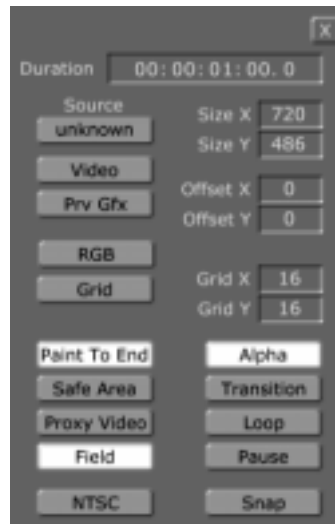 X
Duration 00:00:01:00.0
Source
unknown
Size X 720
Size Y 486
Video
Prv Gfx
Offset X 0
Offset Y 0
RGB
Grid
Grid X 16
Grid Y 16
Paint To End Alpha
Safe Area Transition
Proxy Video Loop
Field Pause
NTSC Snap